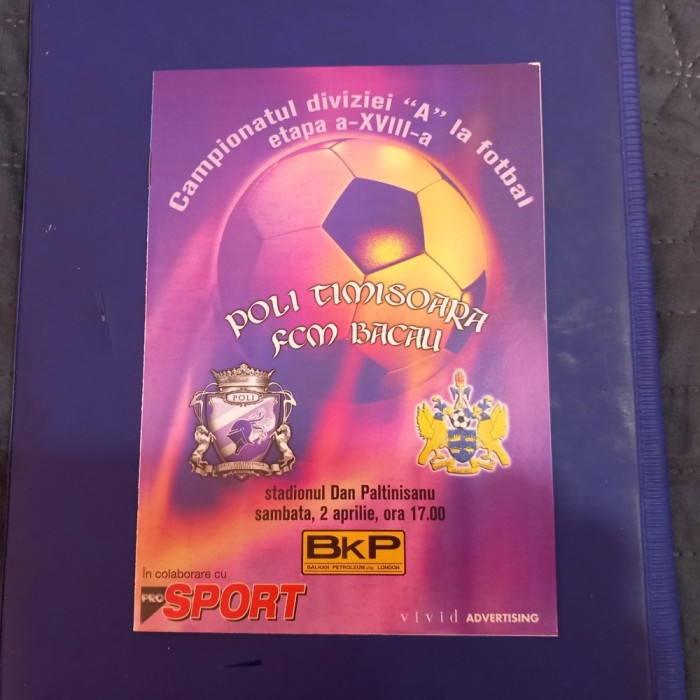 Campionatul diviziei “A” la fotbal
etapa a-XVIII-a
POLI TIMISOARA
FCM BACAU
POLI
stadionul Dan Paltinisanu
sambata, 2 aprilie, ora 17.00
BKP
BALKAN PETROLEUM LTD. LONDON
în colaborare cu
PRO SPORT
vivid ADVERTISING